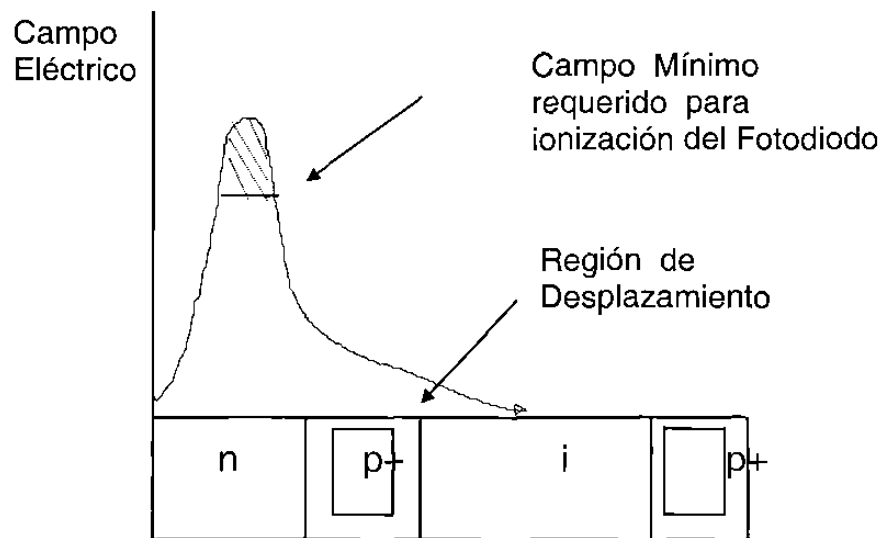 Campo
Eléctrico
Campo Mínimo
requerido para
ionización del Fotodiodo
Región de
Desplazamiento
n p+ i p+